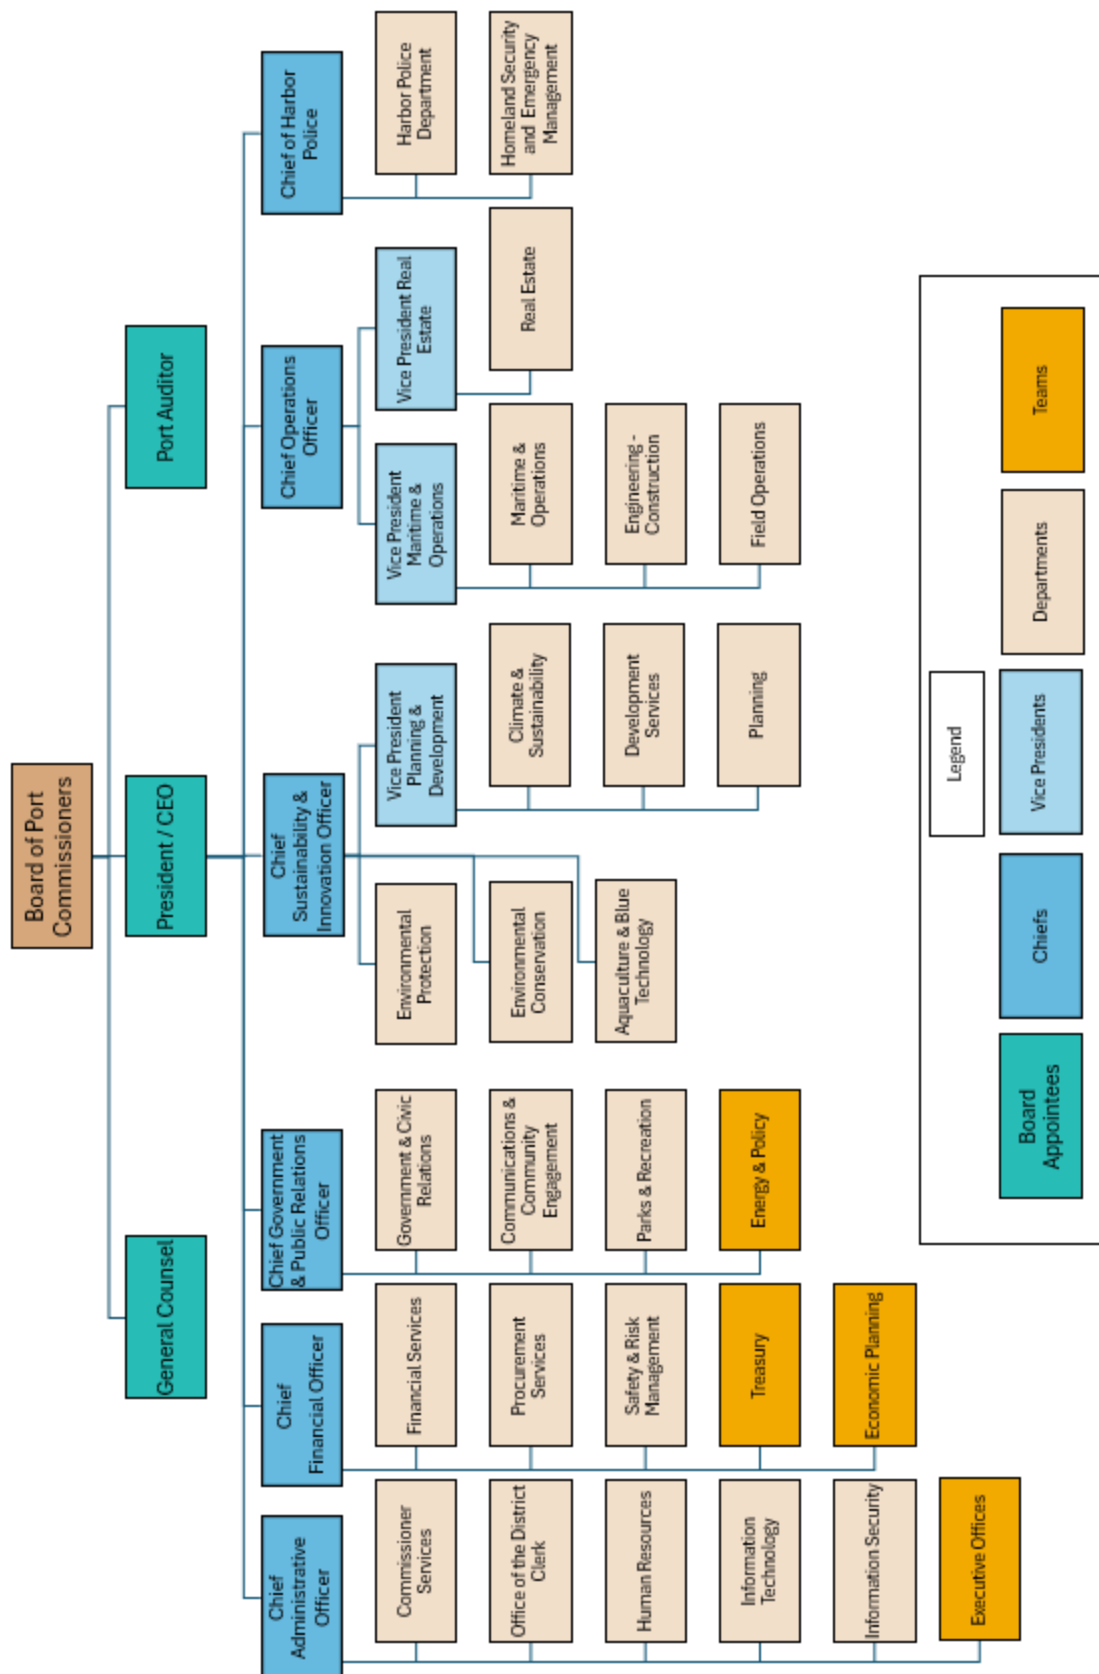 Board of Port
Commissioners
General Counsel
President / CEO
Port Auditor
Chief
Administrative
Officer
Chief
Financial Officer
Chief Government
& Public Relations
Officer
Chief
Sustainability &
Innovation Officer
Chief Operations
Officer
Chief of Harbor
Police
Commissioner
Services
Office of the District
Clerk
Human Resources
Information
Technology
Information Security
Executive Offices
Financial Services
Procurement
Services
Safety & Risk
Management
Treasury
Economic Planning
Government & Civic
Relations
Communications &
Community
Engagement
Parks & Recreation
Energy & Policy
Environmental
Protection
Environmental
Conservation
Aquaculture & Blue
Technology
Vice President
Planning &
Development
Climate &
Sustainability
Development
Services
Planning
Vice President
Maritime &
Operations
Maritime &
Operations
Engineering -
Construction
Field Operations
Vice President Real
Estate
Real Estate
Harbor Police
Department
Homeland Security
and Emergency
Management
Legend
Board
Appointees
Chiefs
Vice Presidents
Departments
Teams